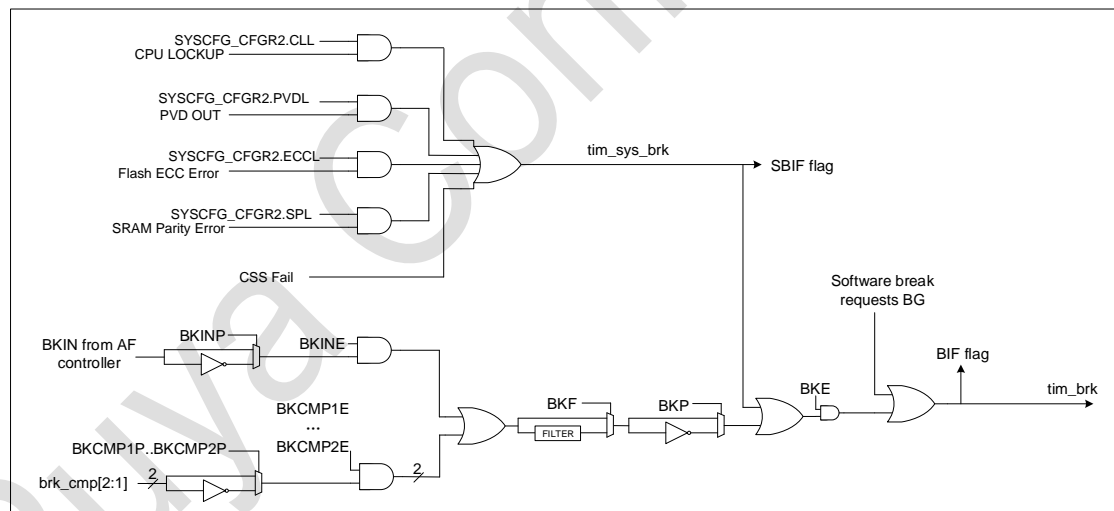 SYSCFG_CFGR2.CLL
CPU LOCKUP
SYSCFG_CFGR2.PVDL
PVD OUT
SYSCFG_CFGR2.ECCL
Flash ECC Error
SYSCFG_CFGR2.SPL
SRAM Parity Error
CSS Fail
tim_sys_brk
SBIF flag
Software break
requests BG
BIF flag
tim_brk
BKIN from AF
controller
BKINP
BKINE
BKCMP1E
...
BKCMP2E
BKCMP1P..BKCMP2P
brk_cmp[2:1]
2
2
BKF
FILTER
BKP
BKE